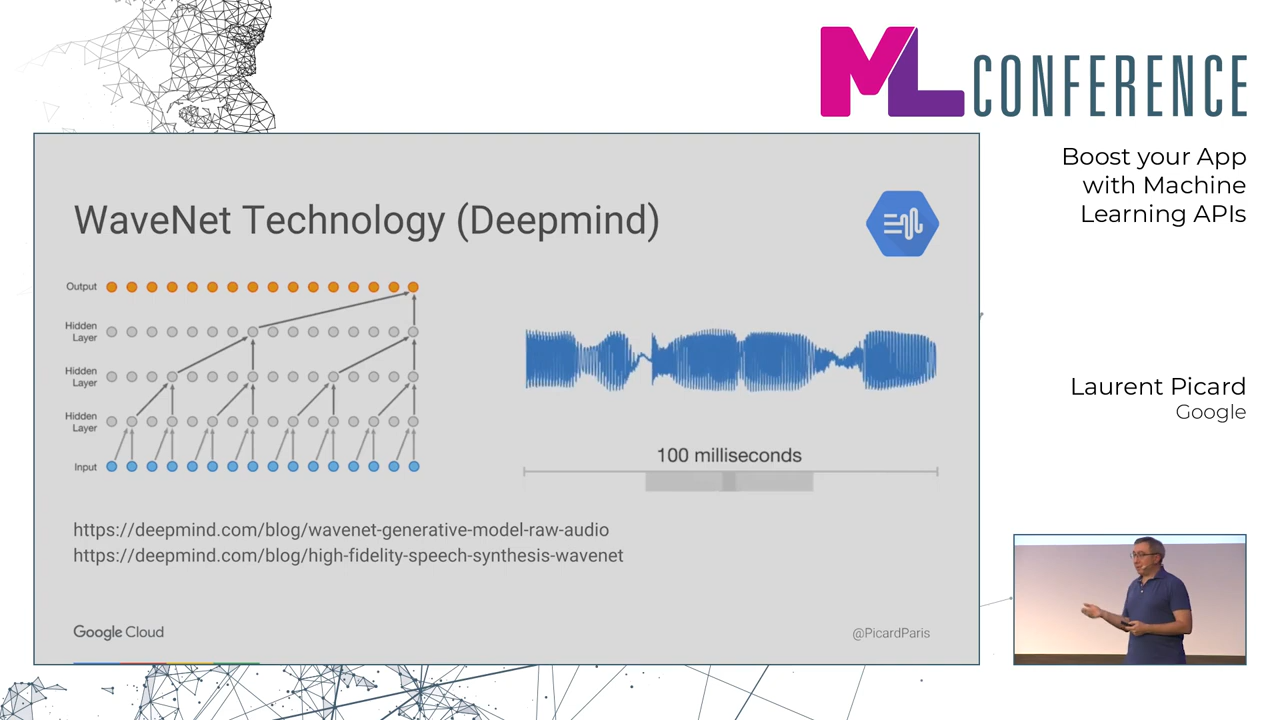 ML CONFERENCE
Boost your App
with Machine
Learning APIs
WaveNet Technology (Deepmind)
Output
Hidden
Layer
Hidden
Layer
Hidden
Layer
Input
100 milliseconds
https://deepmind.com/blog/wavenet-generative-model-raw-audio
https://deepmind.com/blog/high-fidelity-speech-synthesis-wavenet
Google Cloud
@PicardParis
Laurent Picard
Google